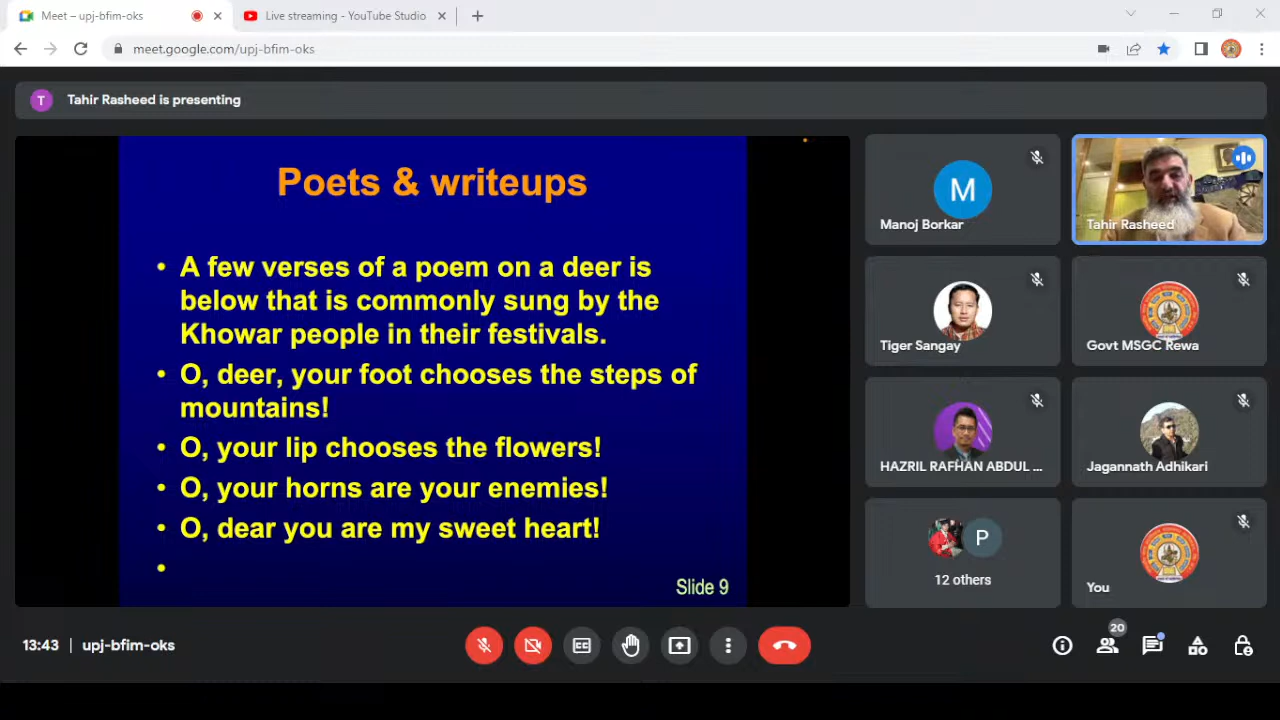 Meet – upj-bfim-oks
Live streaming - YouTube Studio
meet.google.com/upj-bfim-oks
T
Tahir Rasheed is presenting
Poets & writeups
• A few verses of a poem on a deer is
below that is commonly sung by the
Khowar people in their festivals.
• O, deer, your foot chooses the steps of
mountains!
• O, your lip chooses the flowers!
• O, your horns are your enemies!
• O, dear you are my sweet heart!
•
Slide 9
M
Manoj Borkar
Tahir Rasheed
Tiger Sangay
Govt MSGC Rewa
HAZRIL RAFHAN ABDUL ...
Jagannath Adhikari
P
12 others
You
13:43 | upj-bfim-oks
CC
20